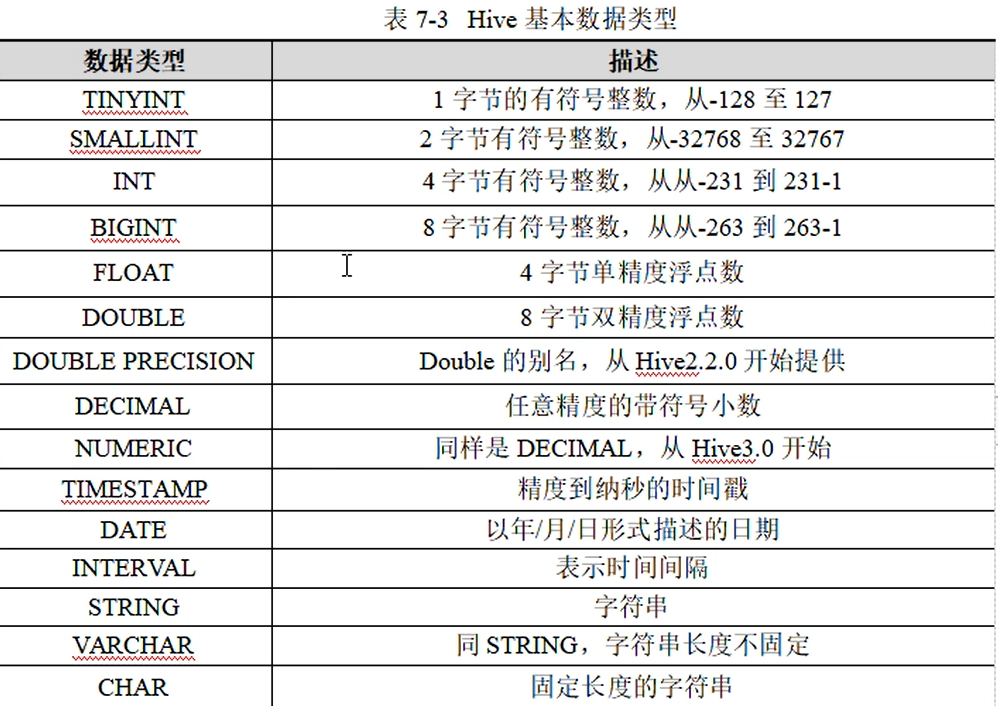 表 7-3 Hive 基本数据类型
数据类型 描述
TINYINT 1 字节的有符号整数，从-128 至 127
SMALLINT 2 字节有符号整数，从-32768 至 32767
INT 4 字节有符号整数，从从-231 到 231-1
BIGINT 8 字节有符号整数，从从-263 到 263-1
FLOAT 4 字节单精度浮点数
DOUBLE 8 字节双精度浮点数
DOUBLE PRECISION Double 的别名，从 Hive2.2.0 开始提供
DECIMAL 任意精度的带符号小数
NUMERIC 同样是 DECIMAL，从 Hive3.0 开始
TIMESTAMP 精度到纳秒的时间戳
DATE 以年/月/日形式描述的日期
INTERVAL 表示时间间隔
STRING 字符串
VARCHAR 同 STRING，字符串长度不固定
CHAR 固定长度的字符串